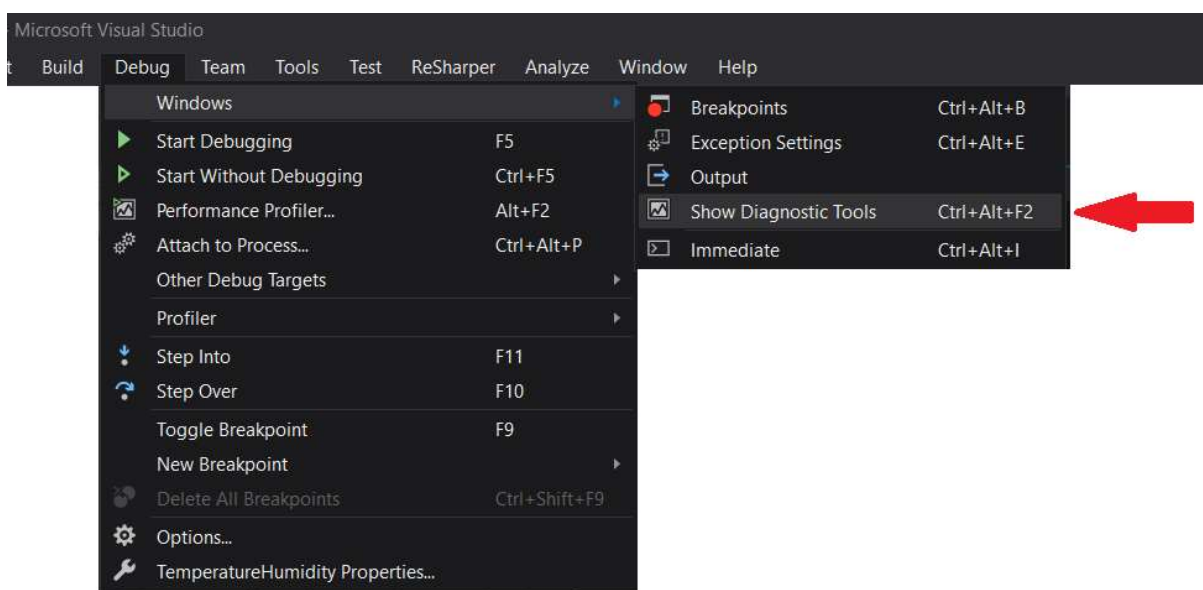 Microsoft Visual Studio
t Build Debug Team Tools Test ReSharper Analyze Window Help
Windows
Start Debugging F5
Start Without Debugging Ctrl+F5
Performance Profiler... Alt+F2
Attach to Process... Ctrl+Alt+P
Other Debug Targets
Profiler
Step Into F11
Step Over F10
Toggle Breakpoint F9
New Breakpoint
Delete All Breakpoints Ctrl+Shift+F9
Options...
TemperatureHumidity Properties...
Breakpoints Ctrl+Alt+B
Exception Settings Ctrl+Alt+E
Output
Show Diagnostic Tools Ctrl+Alt+F2
Immediate Ctrl+Alt+I